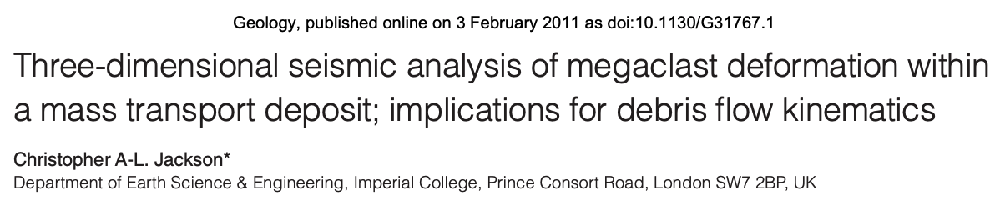 Geology, published online on 3 February 2011 as doi:10.1130/G31767.1
Three-dimensional seismic analysis of megaclast deformation within
a mass transport deposit; implications for debris flow kinematics
Christopher A-L. Jackson*
Department of Earth Science & Engineering, Imperial College, Prince Consort Road, London SW7 2BP, UK